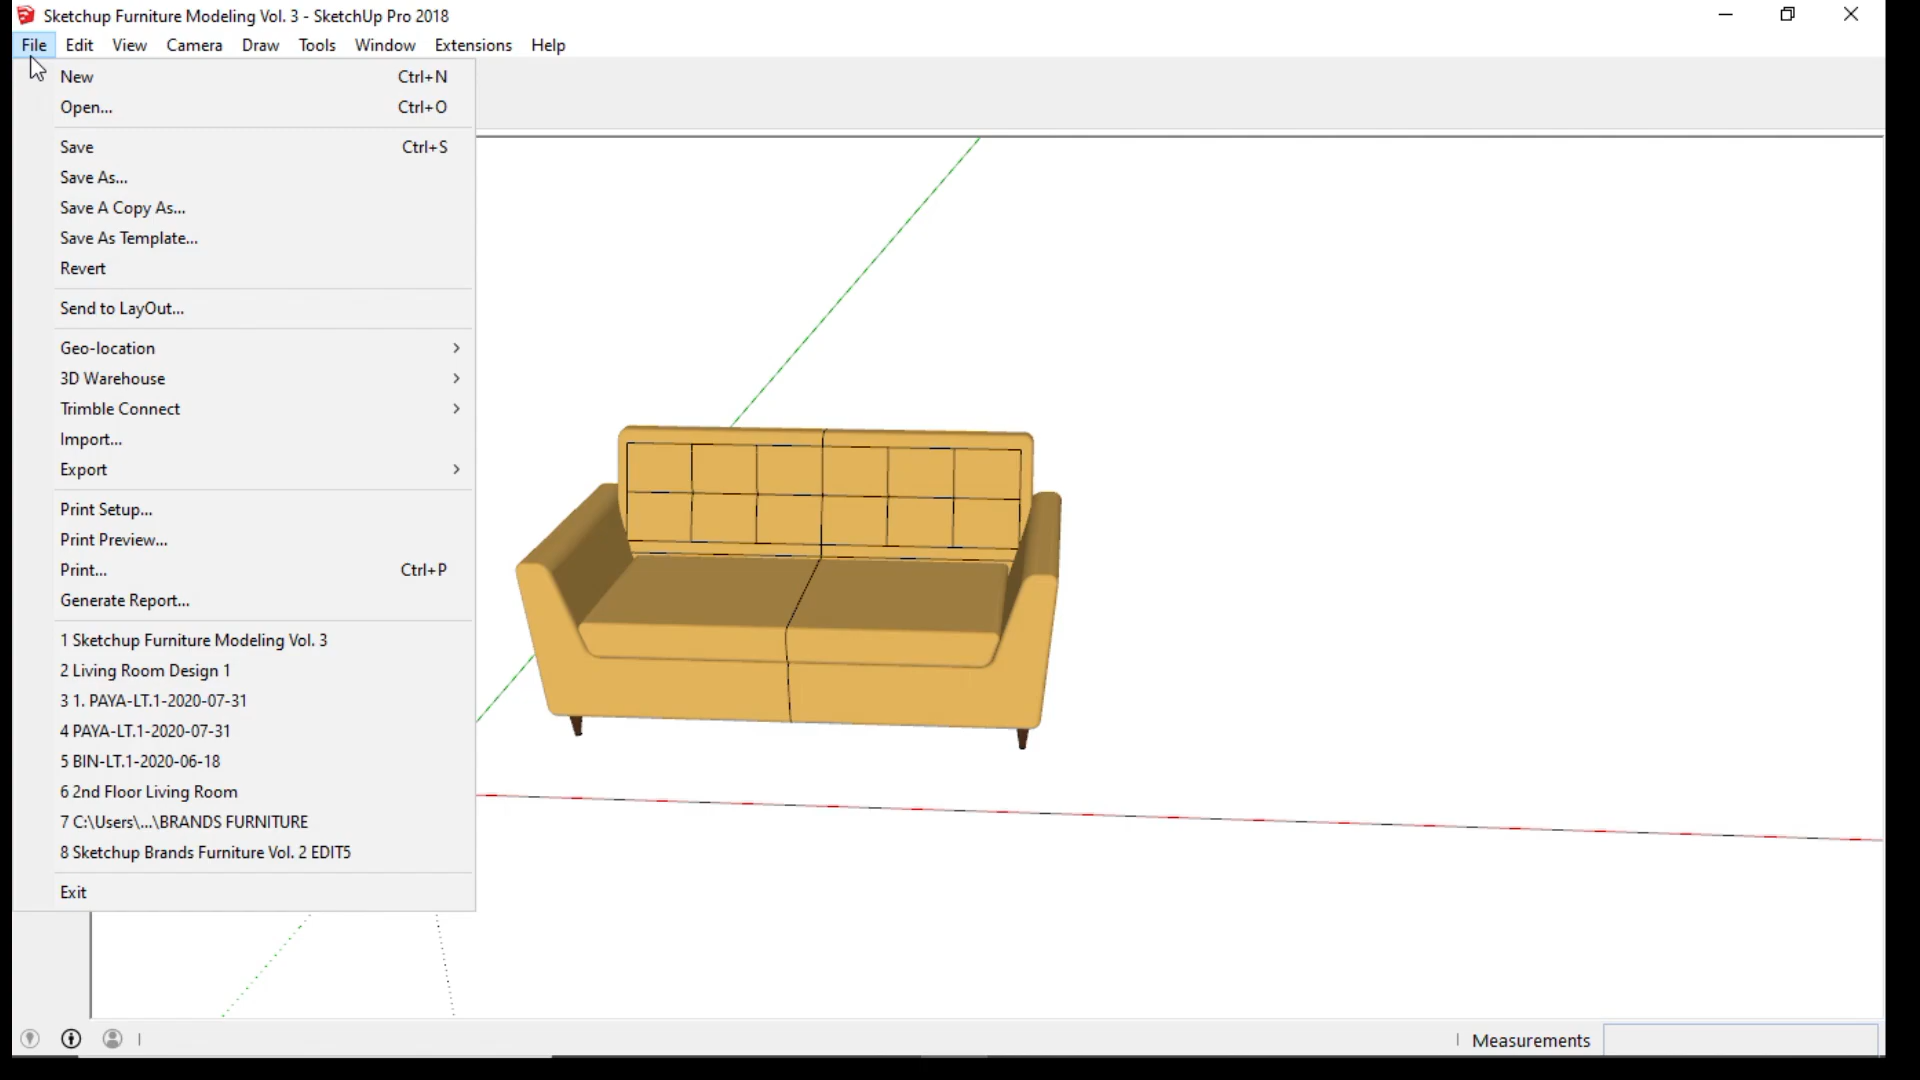 Sketchup Furniture Modeling Vol. 3 - SketchUp Pro 2018
File Edit View Camera Draw Tools Window Extensions Help
New Ctrl+N
Open... Ctrl+O
Save Ctrl+S
Save As...
Save A Copy As...
Save As Template...
Revert
Send to LayOut...
Geo-location
3D Warehouse
Trimble Connect
Import...
Export
Print Setup...
Print Preview...
Print... Ctrl+P
Generate Report...
1 Sketchup Furniture Modeling Vol. 3
2 Living Room Design 1
3 1. PAYA-LT.1-2020-07-31
4 PAYA-LT.1-2020-07-31
5 BIN-LT.1-2020-06-18
6 2nd Floor Living Room
7 C:\Users\...\BRANDS FURNITURE
8 Sketchup Brands Furniture Vol. 2 EDIT5
Exit
Measurements